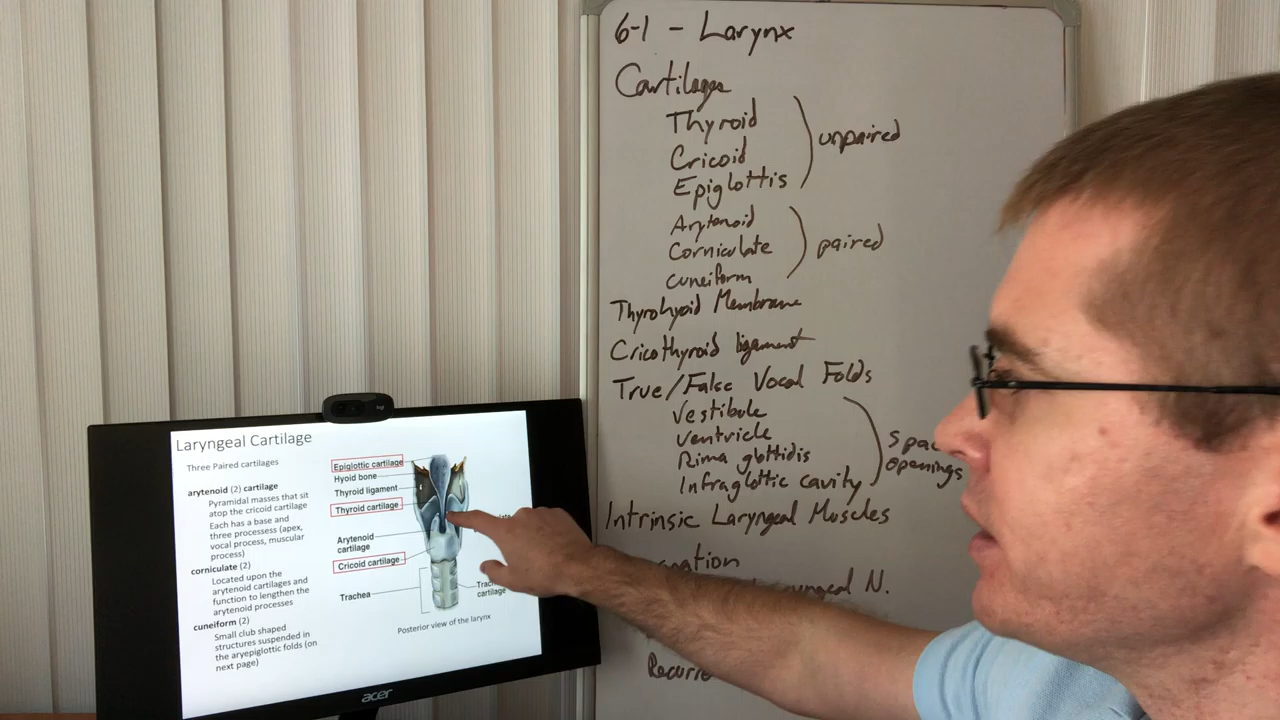 6-1 - Larynx
Cartilages
Thyroid
Cricoid
Epiglottis
unpaired
Arytenoid
Corniculate
cuneiform
paired
Thyrohyoid Membrane
Cricothyroid ligament
True/False Vocal Folds
Vestibule
Ventricle
Rima glottidis
Infraglottic cavity
openings
Intrinsic Laryngeal Muscles
N.
Laryngeal Cartilage
Three Paired cartilages
arytenoid (2) cartilage
Pyramidal masses that sit
atop the cricoid cartilage
Each has a base and
three processess (apex,
vocal process, muscular
process)
corniculate (2)
Located upon the
arytenoid cartilages and
function to lengthen the
arytenoid processes
cuneiform (2)
Small club shaped
structures suspended in
the aryepiglottic folds (on
next page)
Epiglottic cartilage
Hyoid bone
Thyroid ligament
Thyroid cartilage
Arytenoid
cartilage
Cricoid cartilage
Trachea
cartilage
Posterior view of the larynx
logi
acer